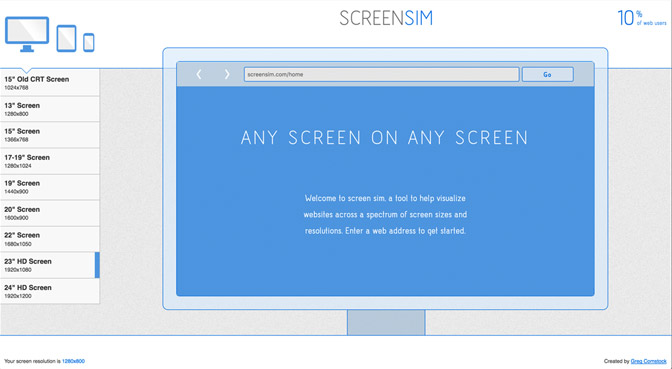 SCREENSIM
10% of web users
15" Old CRT Screen
1024x768
13" Screen
1280x800
15" Screen
1366x768
17-19" Screen
1280x1024
19" Screen
1440x900
20" Screen
1600x900
22" Screen
1680x1050
23" HD Screen
1920x1080
24" HD Screen
1920x1200
screensim.com/home
Go
ANY SCREEN ON ANY SCREEN
Welcome to screen sim. a tool to help visualize
websites across a spectrum of screen sizes and
resolutions. Enter a web address to get started.
Your screen resolution is 1280x800
Created by Greg Comstock